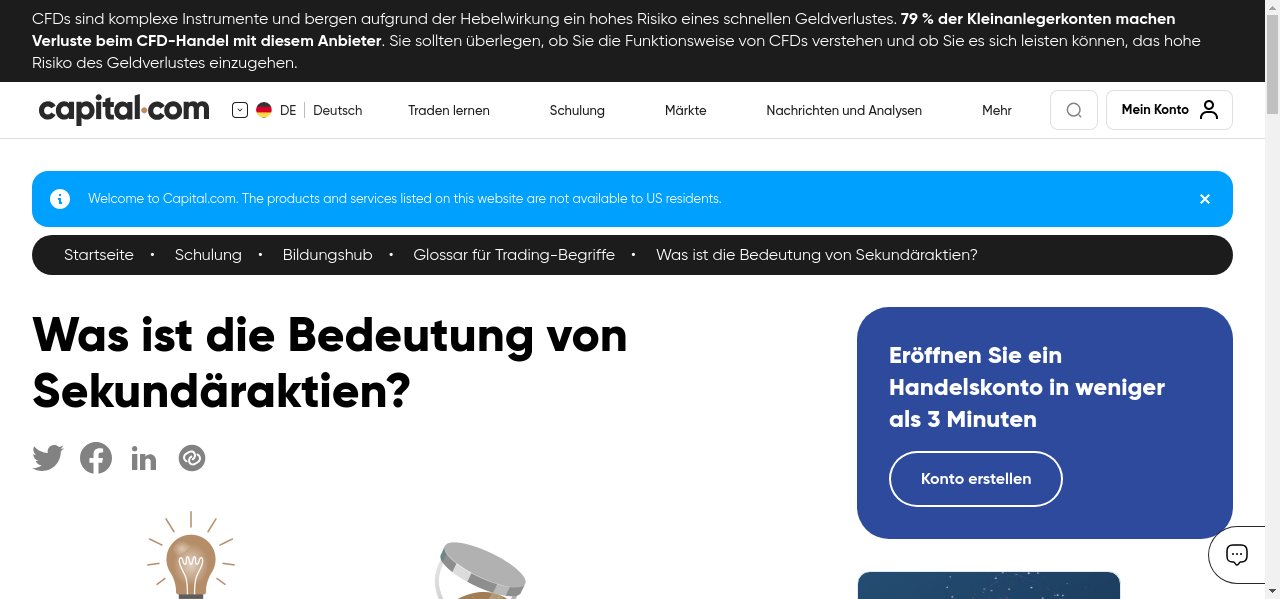 CFDs sind komplexe Instrumente und bergen aufgrund der Hebelwirkung ein hohes Risiko eines schnellen Geldverlustes. 79 % der Kleinanlegerkonten machen
Verluste beim CFD-Handel mit diesem Anbieter. Sie sollten überlegen, ob Sie die Funktionsweise von CFDs verstehen und ob Sie es sich leisten können, das hohe
Risiko des Geldverlustes einzugehen.
capital.com DE Deutsch Traden lernen Schulung Märkte Nachrichten und Analysen Mehr Mein Konto
Welcome to Capital.com. The products and services listed on this website are not available to US residents.
Startseite • Schulung • Bildungshub • Glossar für Trading-Begriffe • Was ist die Bedeutung von Sekundäraktien?
Was ist die Bedeutung von
Sekundäraktien?
Eröffnen Sie ein
Handelskonto in weniger
als 3 Minuten
Konto erstellen